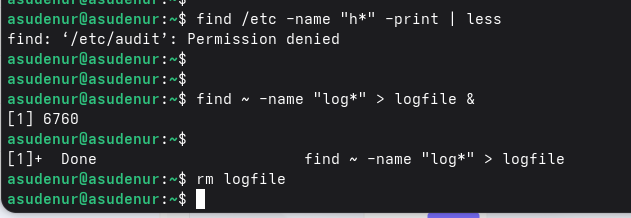 asudenur@asudenur:~$
asudenur@asudenur:~$ find /etc -name "h*" -print | less
find: ‘/etc/audit’: Permission denied
asudenur@asudenur:~$
asudenur@asudenur:~$
asudenur@asudenur:~$ find ~ -name "log*" > logfile &
[1] 6760
asudenur@asudenur:~$
[1]+  Done                    find ~ -name "log*" > logfile
asudenur@asudenur:~$ rm logfile
asudenur@asudenur:~$